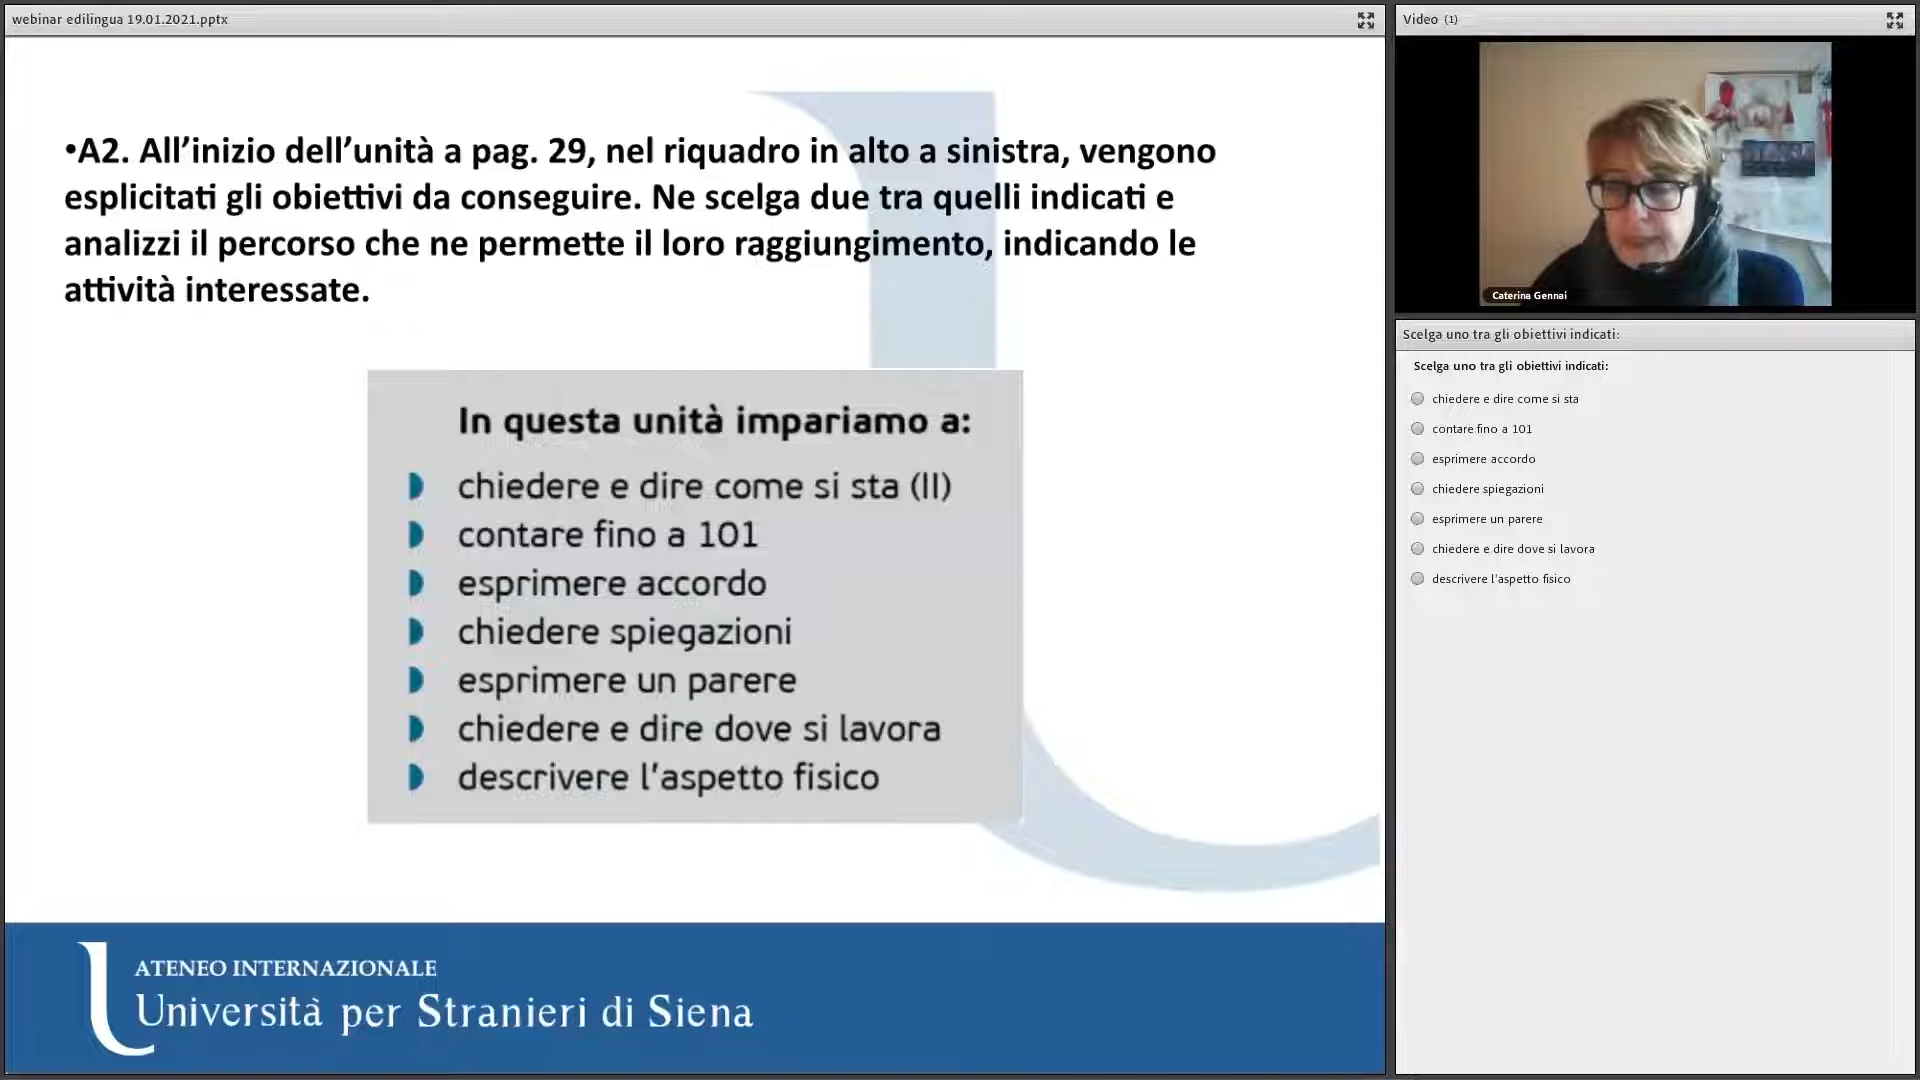 webinar edilingua 19.01.2021.pptx
•A2. All’inizio dell’unità a pag. 29, nel riquadro in alto a sinistra, vengono
esplicitati gli obiettivi da conseguire. Ne scelga due tra quelli indicati e
analizzi il percorso che ne permette il loro raggiungimento, indicando le
attività interessate.
In questa unità impariamo a:
chiedere e dire come si sta (II)
contare fino a 101
esprimere accordo
chiedere spiegazioni
esprimere un parere
chiedere e dire dove si lavora
descrivere l'aspetto fisico
ATENEO INTERNAZIONALE
Università per Stranieri di Siena
Video (1)
Caterina Gennai
Scelga uno tra gli obiettivi indicati:
Scelga uno tra gli obiettivi indicati:
chiedere e dire come si sta
contare fino a 101
esprimere accordo
chiedere spiegazioni
esprimere un parere
chiedere e dire dove si lavora
descrivere l'aspetto fisico